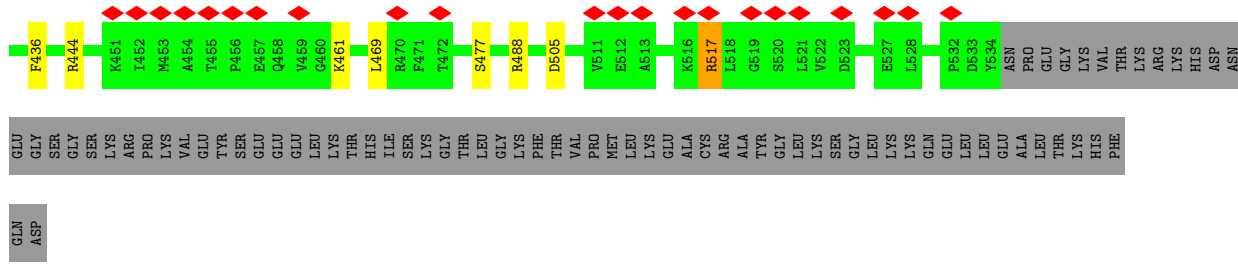 F436 R444 K451 I452 M453 A454 T455 P456 E457 Q458 V459 G460 K461 L469 R470 F471 T472 S477 R488 D505 V511 E512 A513 K516 R517 L518 G519 S520 L521 V522 D523 E527 L528 P532 D533 Y534 ASN PRO GLU GLY LYS VAL THR LYS ARG LYS HIS ASP ASN
GLU GLY SER GLY SER LYS ARG PRO LYS VAL GLU TYR SER GLU GLU GLU LEU LYS THR HIS ILE SER LYS GLY THR LEU GLY LYS PHE THR VAL PRO MET LEU LYS GLU ALA CYS ARG ALA TYR GLY LEU LYS SER GLY LEU LYS LYS GLN GLU LEU LEU GLU ALA LEU THR LYS HIS PHE
GLN ASP